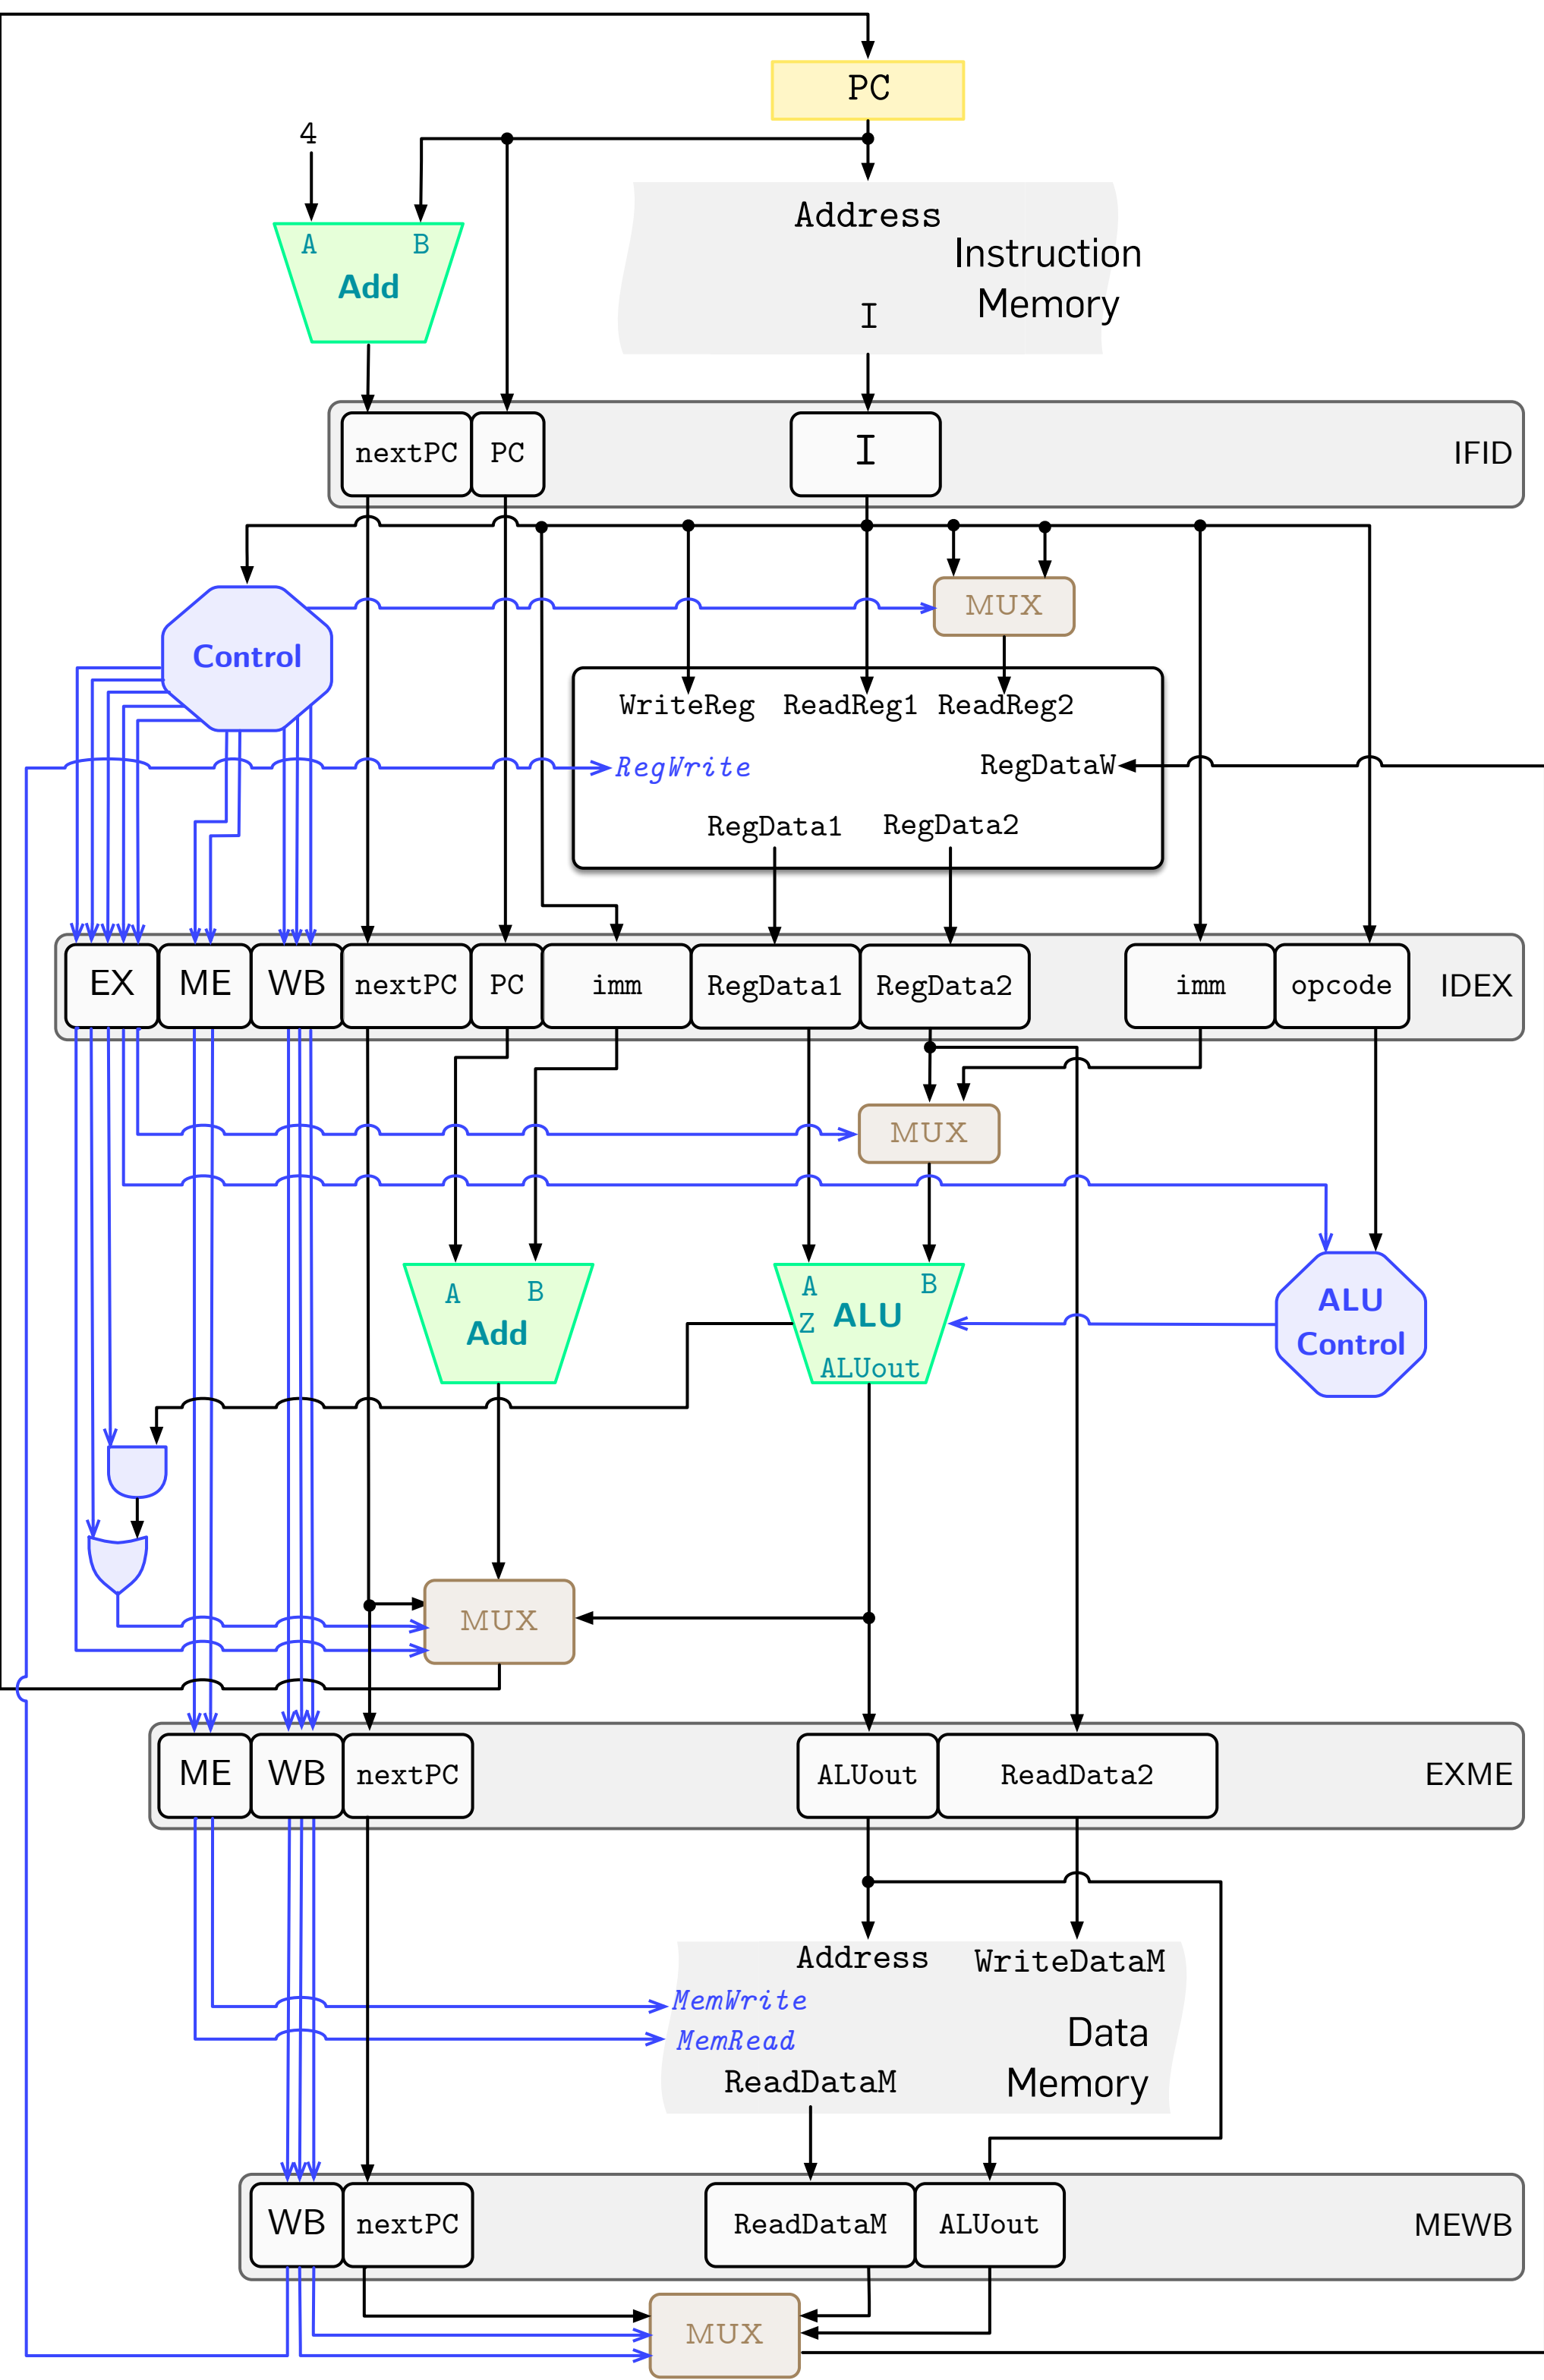 PC
4
A B
Add
Address
Instruction
Memory
I
nextPC PC I IFID
MUX
Control
WriteReg ReadReg1 ReadReg2
RegWrite RegDataW
RegData1 RegData2
EX ME WB nextPC PC imm RegData1 RegData2 imm opcode IDEX
MUX
A B
Add
A B
Z ALU
ALUout
ALU
Control
MUX
ME WB nextPC ALUout ReadData2 EXME
Address WriteDataM
MemWrite
MemRead
Data
Memory
ReadDataM
WB nextPC ReadDataM ALUout MEWB
MUX